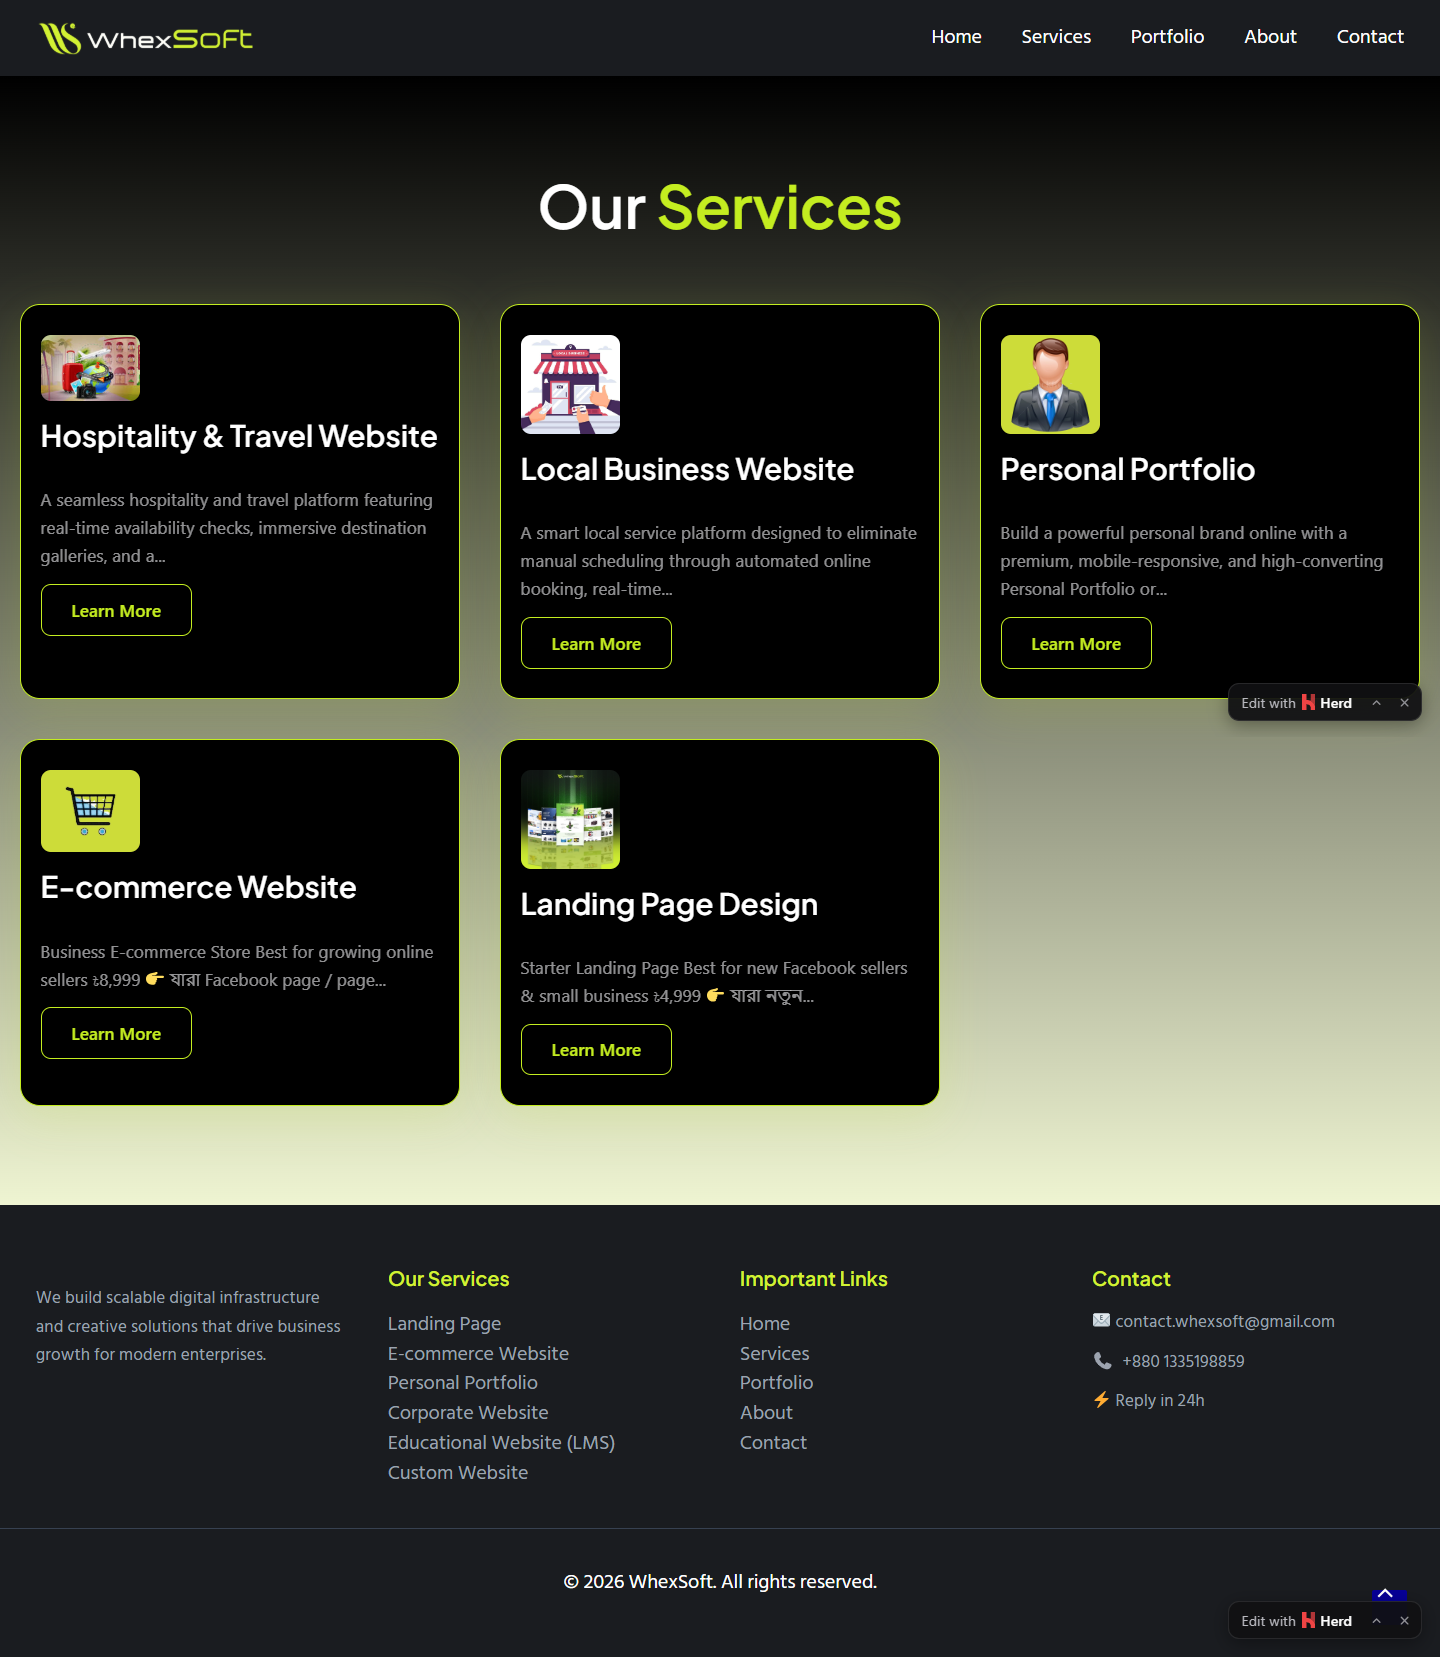 WhexSoft
Home
Services
Portfolio
About
Contact
Our Services
Hospitality & Travel Website
A seamless hospitality and travel platform featuring
real-time availability checks, immersive destination
galleries, and a...
Learn More
LOCAL BUSINESS
Local Business Website
A smart local service platform designed to eliminate
manual scheduling through automated online
booking, real-time...
Learn More
Personal Portfolio
Build a powerful personal brand online with a
premium, mobile-responsive, and high-converting
Personal Portfolio or...
Learn More
Edit with Herd
E-commerce Website
Business E-commerce Store Best for growing online
sellers ৳8,999 👉 যারা Facebook page / page...
Learn More
WhexSoft
Landing Page Design
Starter Landing Page Best for new Facebook sellers
& small business ৳4,999 👉 যারা নতুন...
Learn More
We build scalable digital infrastructure
and creative solutions that drive business
growth for modern enterprises.
Our Services
Landing Page
E-commerce Website
Personal Portfolio
Corporate Website
Educational Website (LMS)
Custom Website
Important Links
Home
Services
Portfolio
About
Contact
Contact
📧 contact.whexsoft@gmail.com
📞 +880 1335198859
⚡ Reply in 24h
© 2026 WhexSoft. All rights reserved.
Edit with Herd